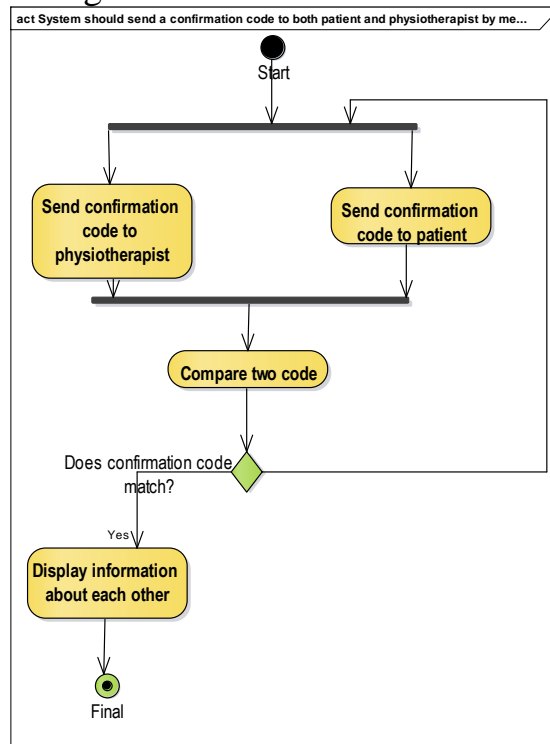 act System should send a confirmation code to both patient and physiotherapist by me...
Start
Send confirmation
code to
physiotherapist
Send confirmation
code to patient
Compare two code
Does confirmation code
match?
Yes
Display information
about each other
Final